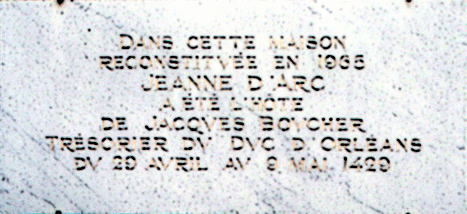 DANS CETTE MAISON
RECONSTITVÉE EN 1965
JEANNE D'ARC
A ÉTÉ L'HÔTE
DE JACQVES BOVCHER
TRÉSORIER DV DVC D'ORLÉANS
DV 29 AVRIL AV 9 MAI 1429